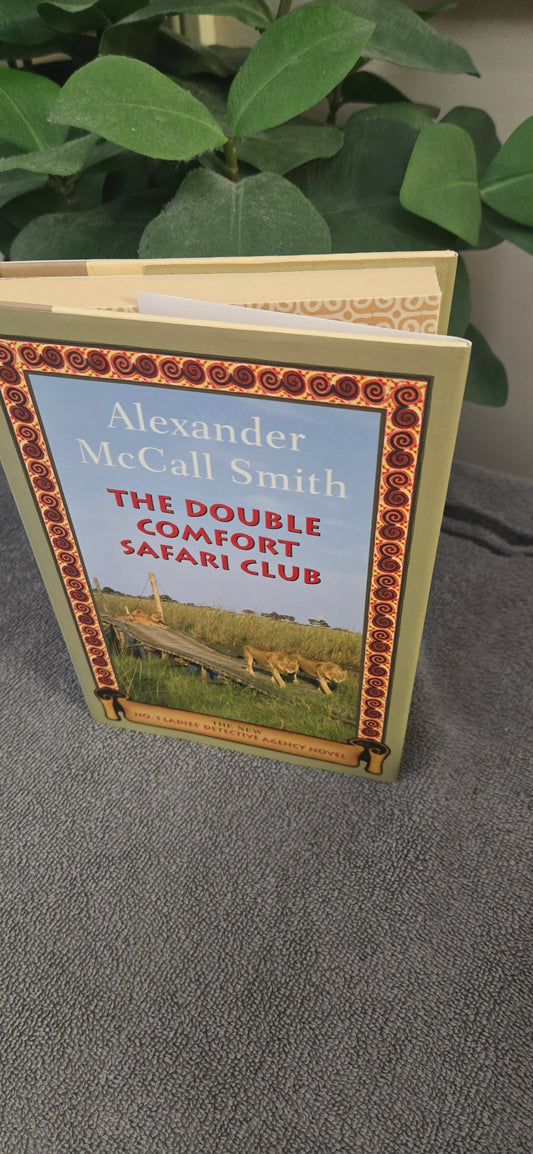 Alexander
McCall Smith
THE DOUBLE
COMFORT
SAFARI CLUB
THE NEW
NO. 1 LADIES' DETECTIVE AGENCY NOVEL